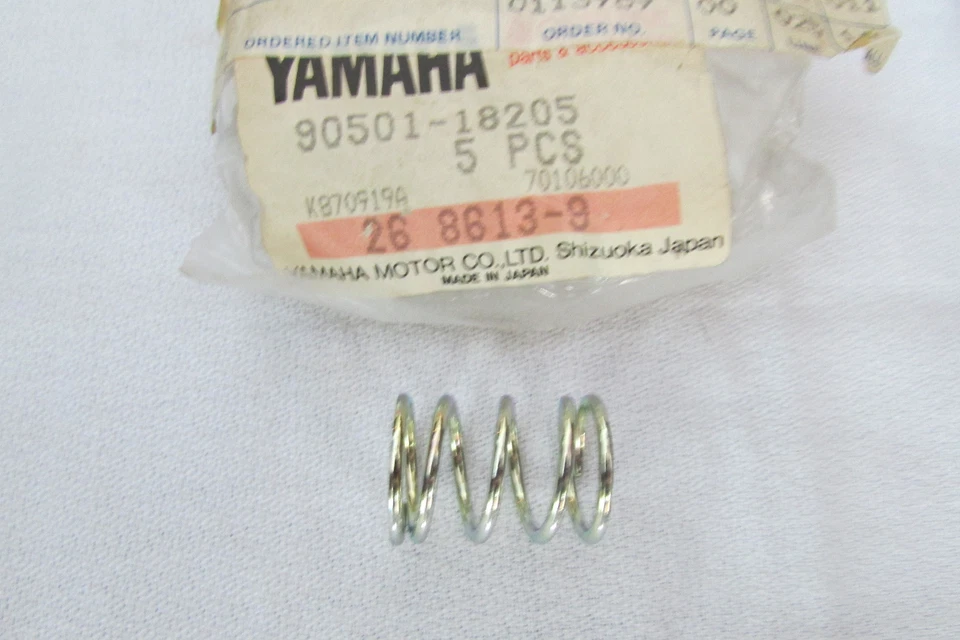 ORDERED ITEM NUMBER ORDER NO. PAGE
YAMAHA parts &
90501-18205
5 PCS
K870919A 70106000
26 8613-9
YAMAHA MOTOR CO.,LTD. Shizuoka Japan
MADE IN JAPAN